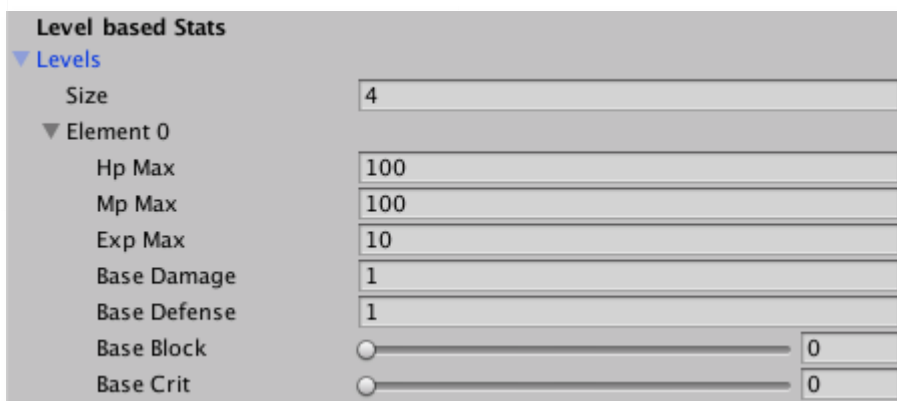 Level based Stats
Levels
Size 4
Element 0
Hp Max 100
Mp Max 100
Exp Max 10
Base Damage 1
Base Defense 1
Base Block 0
Base Crit 0